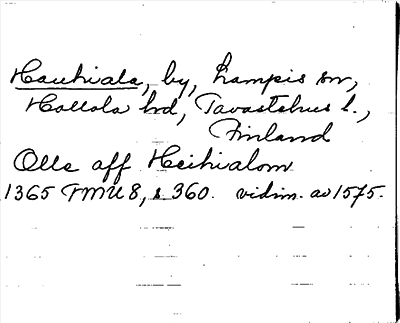 Hauhiala, by, Lampis sn,
Hollola hd, Tavastehus l.,
Finland
Olle aff Heihialom
1365 FMU 8, s. 360. vidim. av 1575.